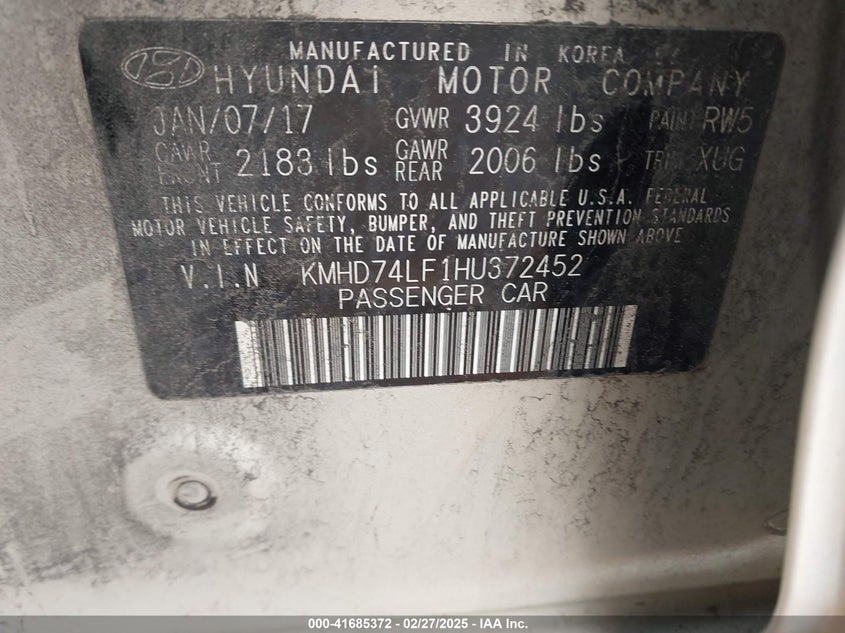 MANUFACTURED IN KOREA
HYUNDAI MOTOR COMPANY
JAN/07/17 GVWR 3924 lbs PAINT RW5
GAWR FRONT 2183 lbs GAWR REAR 2006 lbs TRIM XUG
THIS VEHICLE CONFORMS TO ALL APPLICABLE U.S.A. FEDERAL
MOTOR VEHICLE SAFETY, BUMPER, AND THEFT PREVENTION STANDARDS
IN EFFECT ON THE DATE OF MANUFACTURE SHOWN ABOVE
V.I.N KMHD74LF1HU372452
PASSENGER CAR
000-41685372 | 02/27/2025 - IAA Inc.